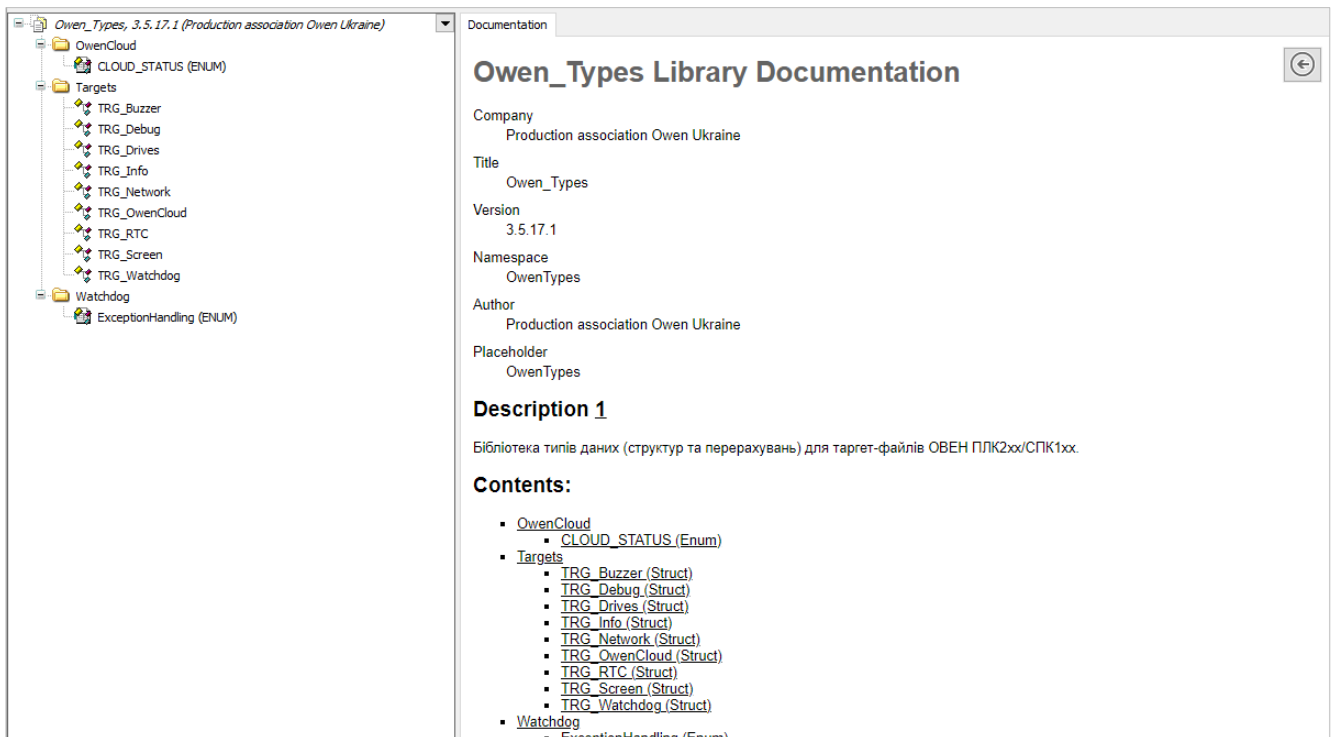 Owen_Types, 3.5.17.1 (Production association Owen Ukraine)
OwenCloud
CLOUD_STATUS (ENUM)
Targets
TRG_Buzzer
TRG_Debug
TRG_Drives
TRG_Info
TRG_Network
TRG_OwenCloud
TRG_RTC
TRG_Screen
TRG_Watchdog
Watchdog
ExceptionHandling (ENUM)
Documentation
Owen_Types Library Documentation
Company
Production association Owen Ukraine
Title
Owen_Types
Version
3.5.17.1
Namespace
OwenTypes
Author
Production association Owen Ukraine
Placeholder
OwenTypes
Description 1
Бібліотека типів даних (структур та перерахувань) для таргет-файлів ОВЕН ПЛК2хх/СПК1хх.
Contents:
OwenCloud
CLOUD_STATUS (Enum)
Targets
TRG_Buzzer (Struct)
TRG_Debug (Struct)
TRG_Drives (Struct)
TRG_Info (Struct)
TRG_Network (Struct)
TRG_OwenCloud (Struct)
TRG_RTC (Struct)
TRG_Screen (Struct)
TRG_Watchdog (Struct)
Watchdog
ExceptionHandling (Enum)